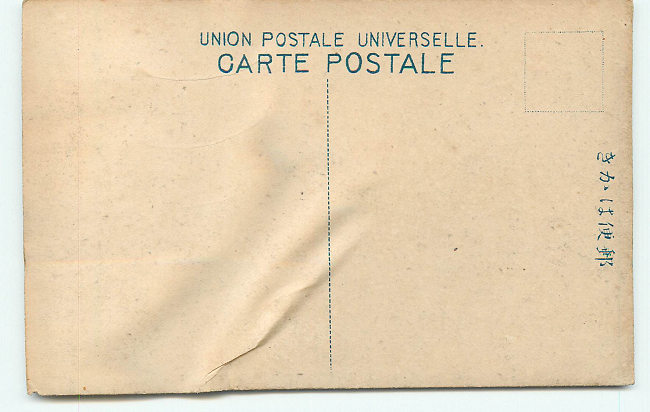 UNION POSTALE UNIVERSELLE.
CARTE POSTALE
きかは便郵